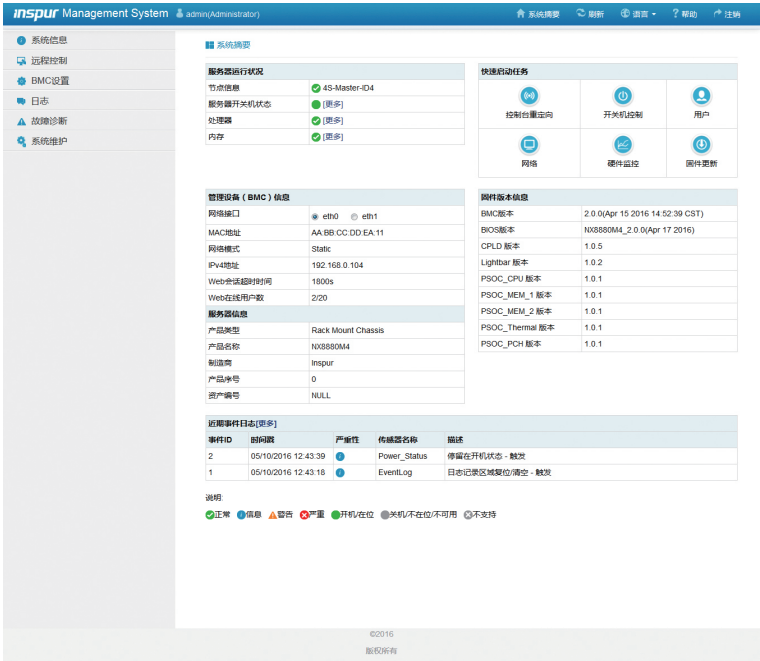 inspur Management System admin(Administrator) 系统摘要 刷新 语言 帮助 注销
系统信息
远程控制
BMC设置
日志
故障诊断
系统维护
系统摘要
服务器运行状况
节点信息 4S-Master-ID4
服务器开关机状态 [更多]
处理器 [更多]
内存 [更多]
快速启动任务
控制台重定向 开关机控制 用户
网络 硬件监控 固件更新
管理设备(BMC)信息
网络接口 eth0 eth1
MAC地址 AA:BB:CC:DD:EA:11
网络模式 Static
IPv4地址 192.168.0.104
Web会话超时时间 1800s
Web在线用户数 2/20
服务器信息
产品类型 Rack Mount Chassis
产品名称 NX8880M4
制造商 Inspur
产品序号 0
资产编号 NULL
固件版本信息
BMC版本 2.0.0(Apr 15 2016 14:52:39 CST)
BIOS版本 NX8880M4_2.0.0(Apr 17 2016)
CPLD 版本 1.0.5
Lightbar 版本 1.0.2
PSOC_CPU 版本 1.0.1
PSOC_MEM_1 版本 1.0.1
PSOC_MEM_2 版本 1.0.1
PSOC_Thermal 版本 1.0.1
PSOC_PCH 版本 1.0.1
近期事件日志[更多]
事件ID 时间戳 严重性 传感器名称 描述
2 05/10/2016 12:43:39 Power_Status 停留在开机状态 - 触发
1 05/10/2016 12:43:18 EventLog 日志记录区域复位/清空 - 触发
说明:
正常 信息 警告 严重 开机/在位 关机/不在位/不可用 不支持
©2016
版权所有